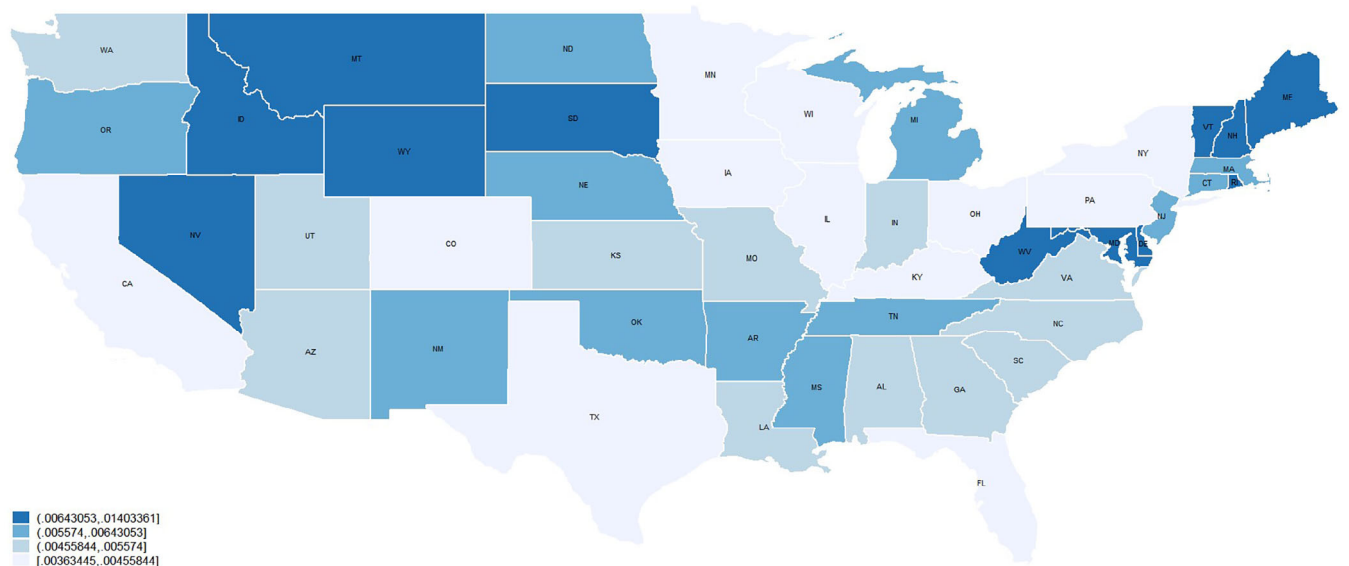 WA
MT
ND
MN
OR
ID
SD
WI
MI
VT
NH
ME
WY
NY
MA
CT
RI
NE
IA
PA
NJ
NV
UT
CO
IL
IN
OH
WV
MD
DE
KS
MO
KY
VA
CA
AZ
NM
OK
AR
TN
NC
SC
MS
AL
GA
TX
LA
FL
(.00643053,.01403361]
(.005574,.00643053]
(.00455844,.005574]
[.00363445,.00455844]